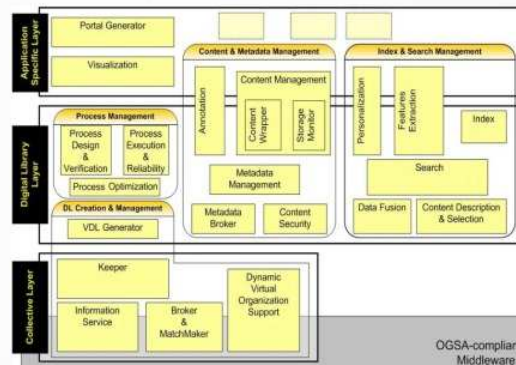 Application
Specific Layer
Portal Generator
Visualization
Content & Metadata Management
Index & Search Management
Annotation
Content Management
Content
Wrapper
Storage
Monitor
Personalization
Features
Extraction
Index
Digital Library
Layer
Process Management
Process
Design
&
Verification
Process
Execution
&
Reliability
Process Optimization
Metadata
Management
Search
Metadata
Broker
Content
Security
Data Fusion
Content Description
& Selection
DL Creation & Management
VDL Generator
Collective Layer
Keeper
Information
Service
Broker
&
MatchMaker
Dynamic
Virtual
Organization
Support
OGSA-complian
Middleware